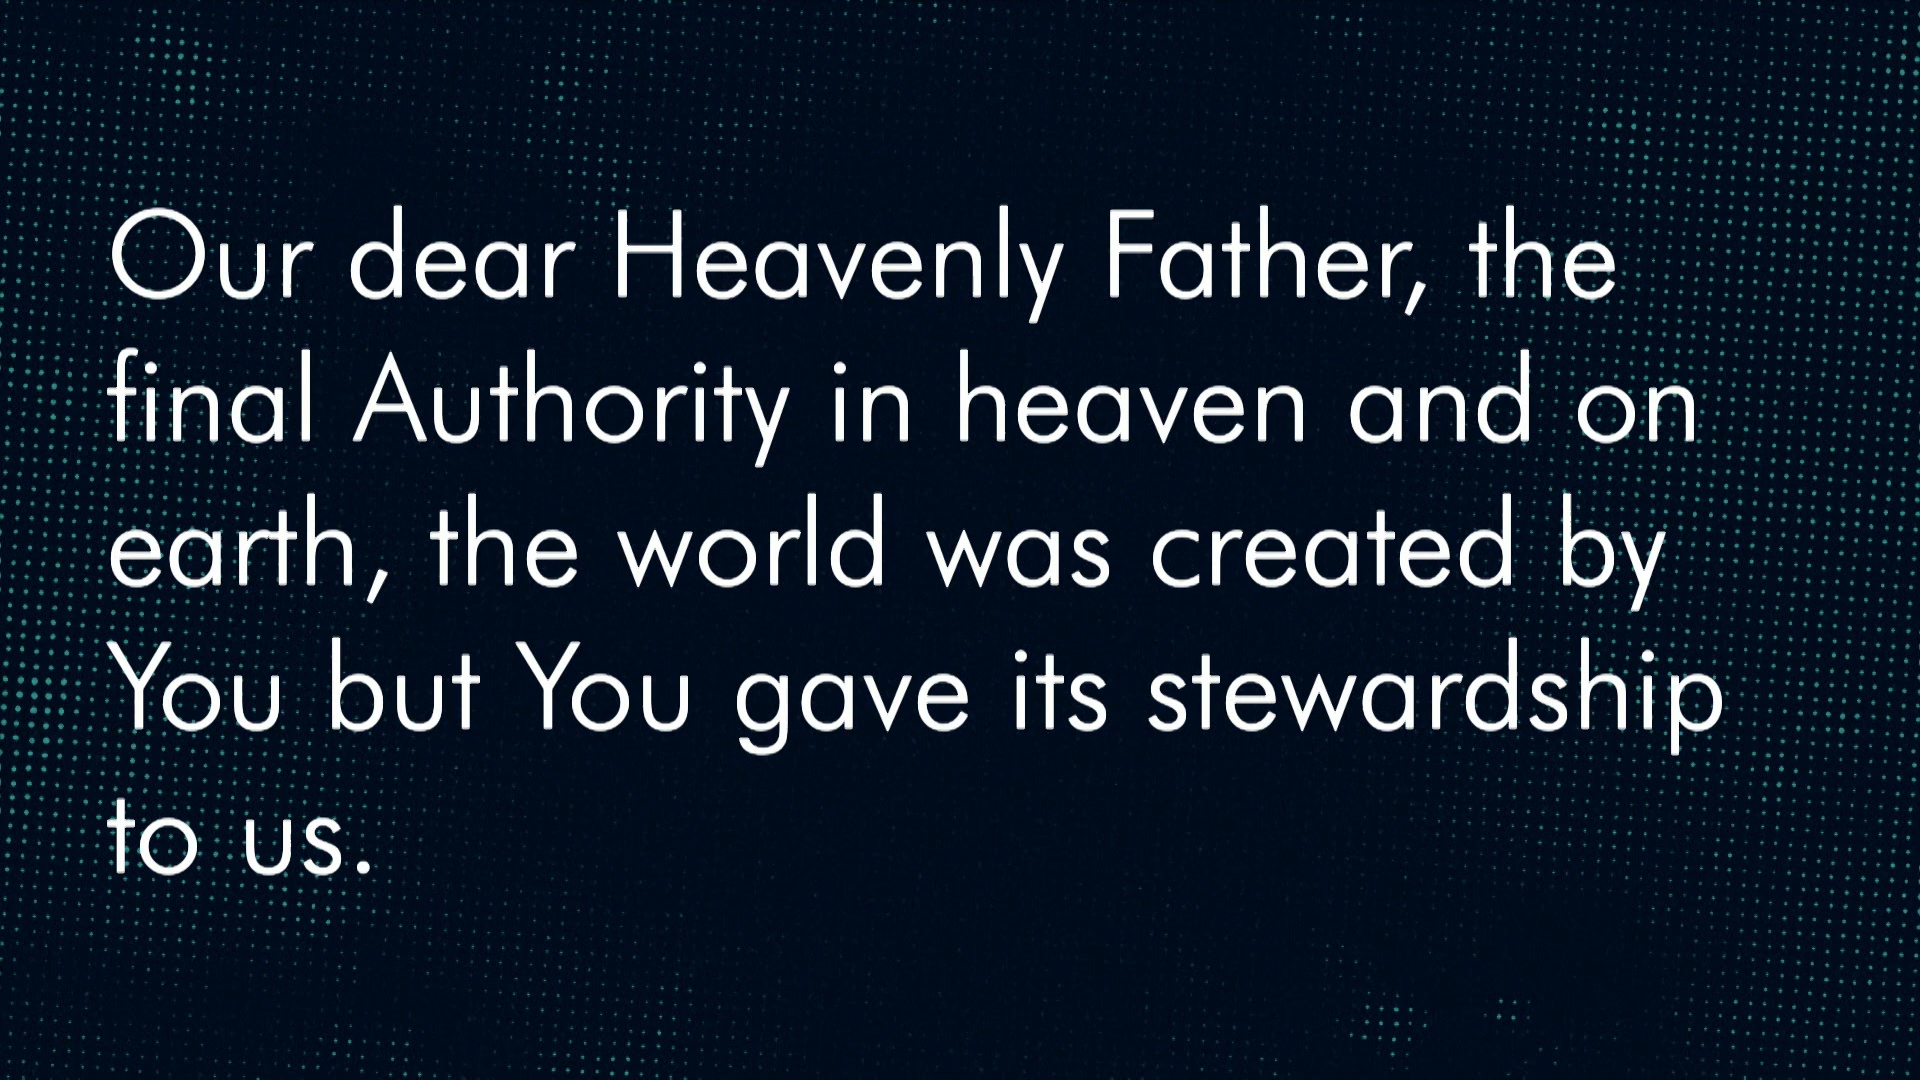 Our dear Heavenly Father, the
final Authority in heaven and on
earth, the world was created by
You but You gave its stewardship
to us.